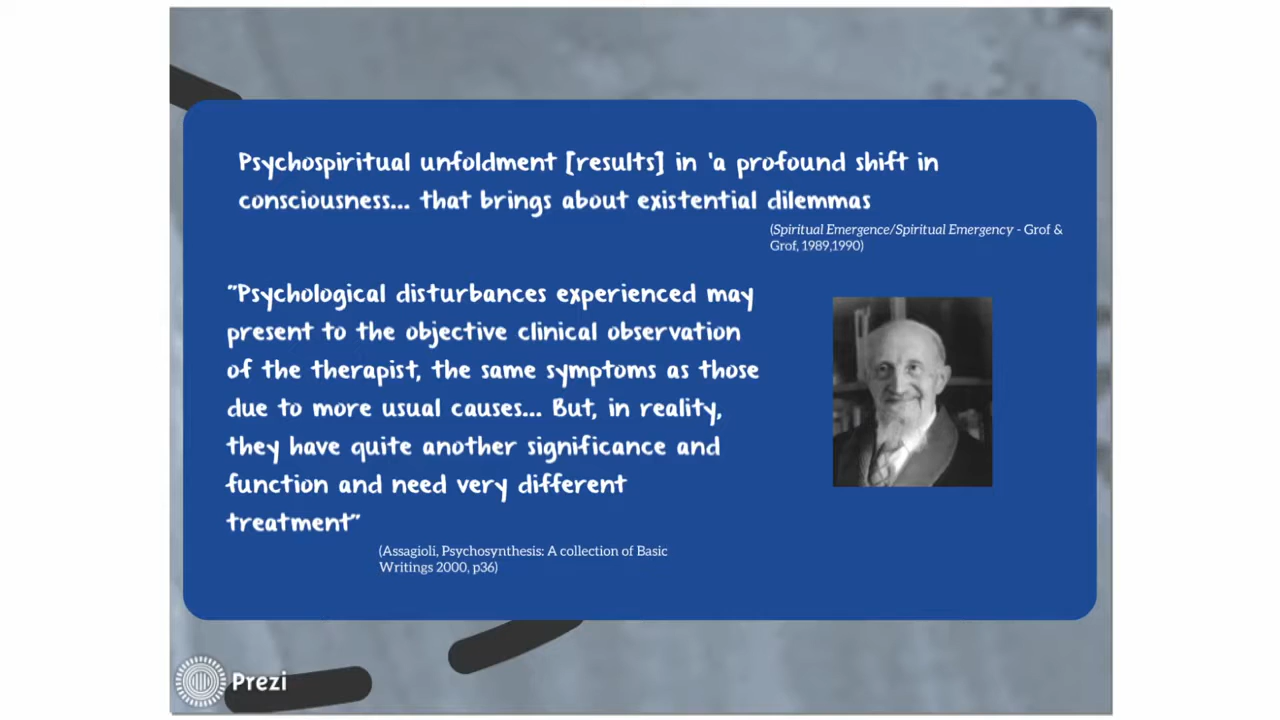 Psychospiritual unfoldment [results] in 'a profound shift in
consciousness... that brings about existential dilemmas
(Spiritual Emergence/Spiritual Emergency - Grof &
Grof, 1989,1990)
"Psychological disturbances experienced may
present to the objective clinical observation
of the therapist, the same symptoms as those
due to more usual causes... But, in reality,
they have quite another significance and
function and need very different
treatment"
(Assagioli, Psychosynthesis: A collection of Basic
Writings 2000, p36)
Prezi